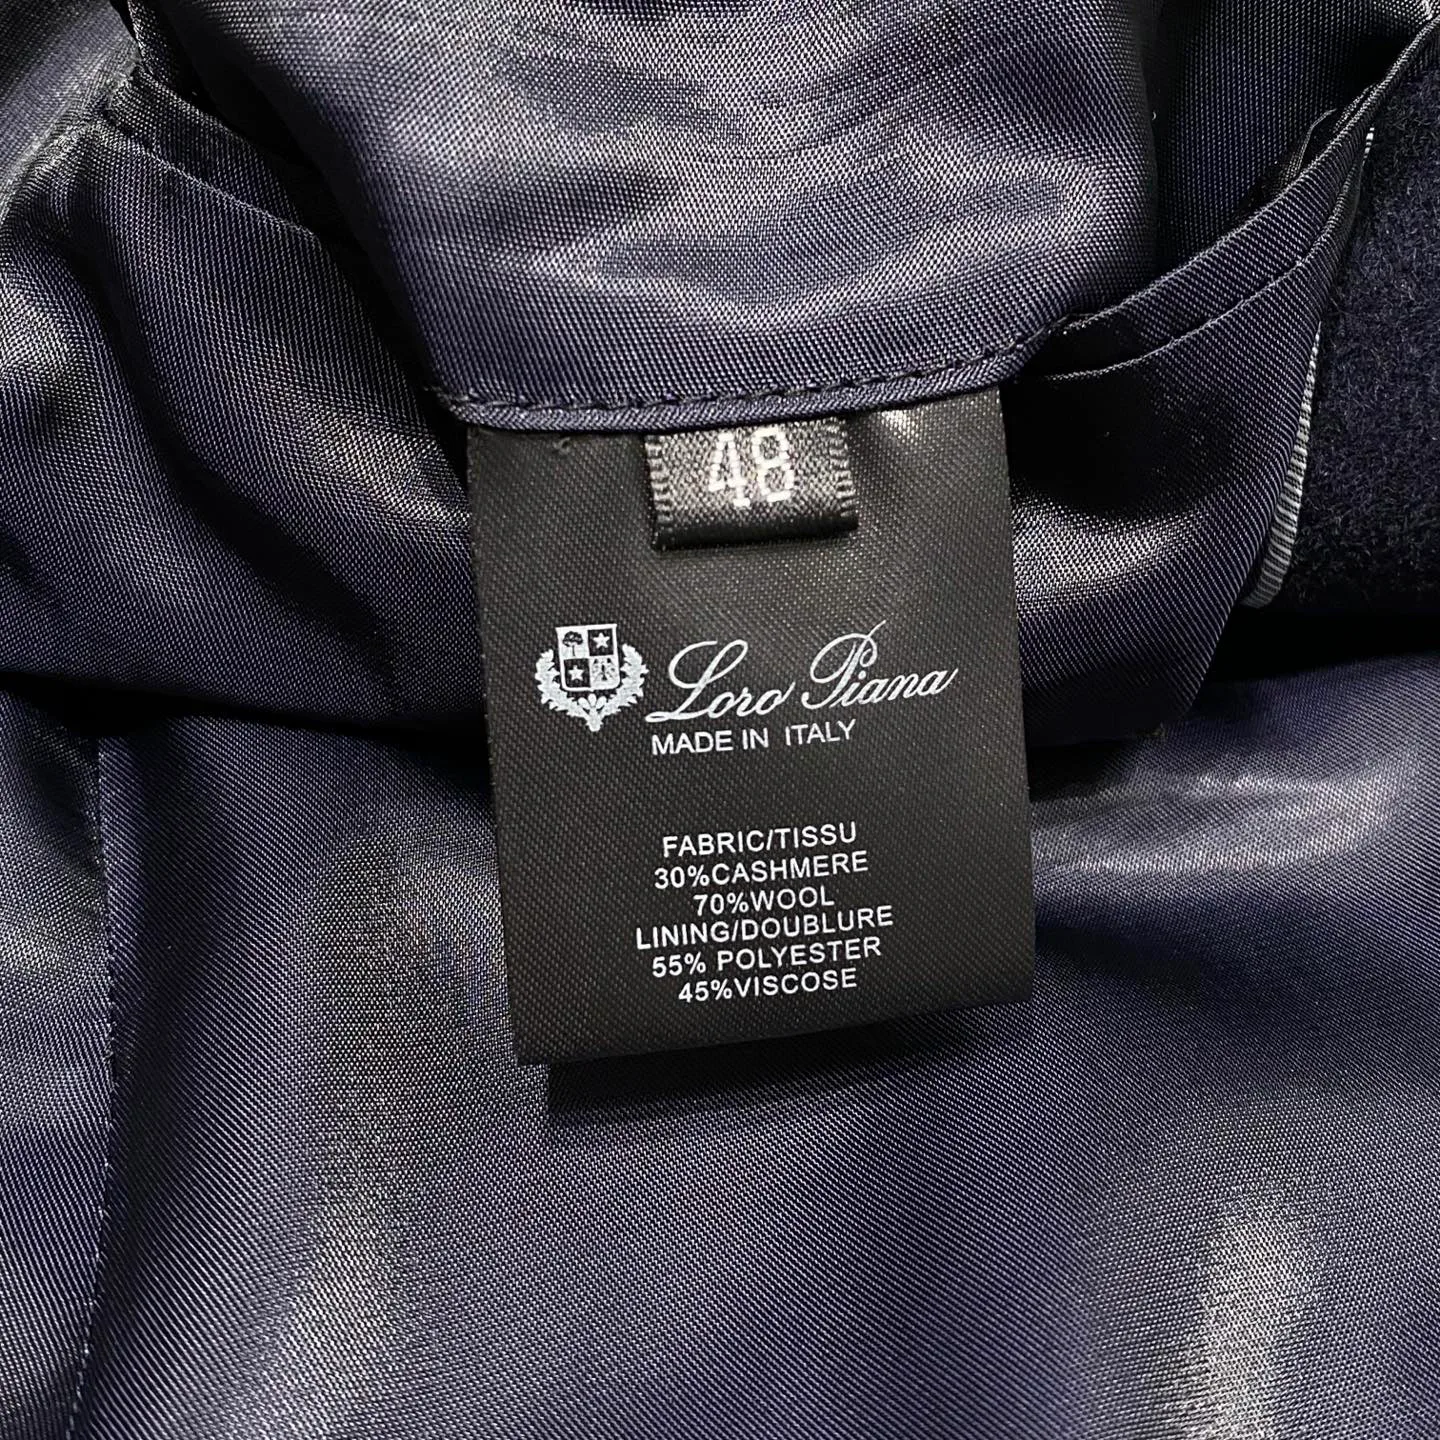 48
Loro Piana
MADE IN ITALY
FABRIC/TISSU
30%CASHMERE
70%WOOL
LINING/DOUBLURE
55% POLYESTER
45%VISCOSE